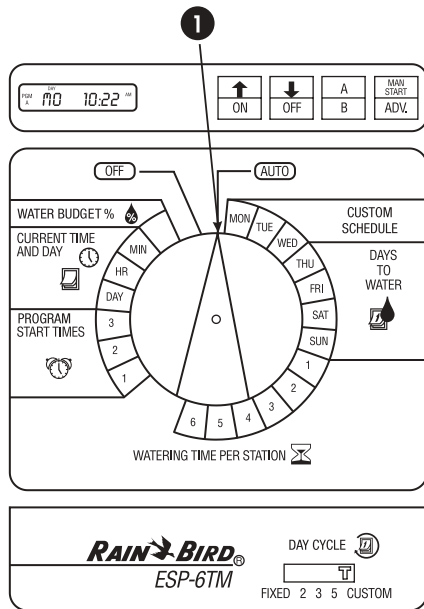 1
DAY
PGM
A
MO 10:22 AM
ON
OFF
A
B
MAN
START
ADV.
OFF
AUTO
WATER BUDGET %
%
CURRENT TIME
AND DAY
MIN
HR
DAY
PROGRAM
START TIMES
3
2
1
MON
TUE
WED
THU
FRI
SAT
SUN
CUSTOM
SCHEDULE
DAYS
TO
WATER
1
2
3
4
5
6
WATERING TIME PER STATION
RAIN BIRD®
ESP-6TM
DAY CYCLE
FIXED 2 3 5 CUSTOM